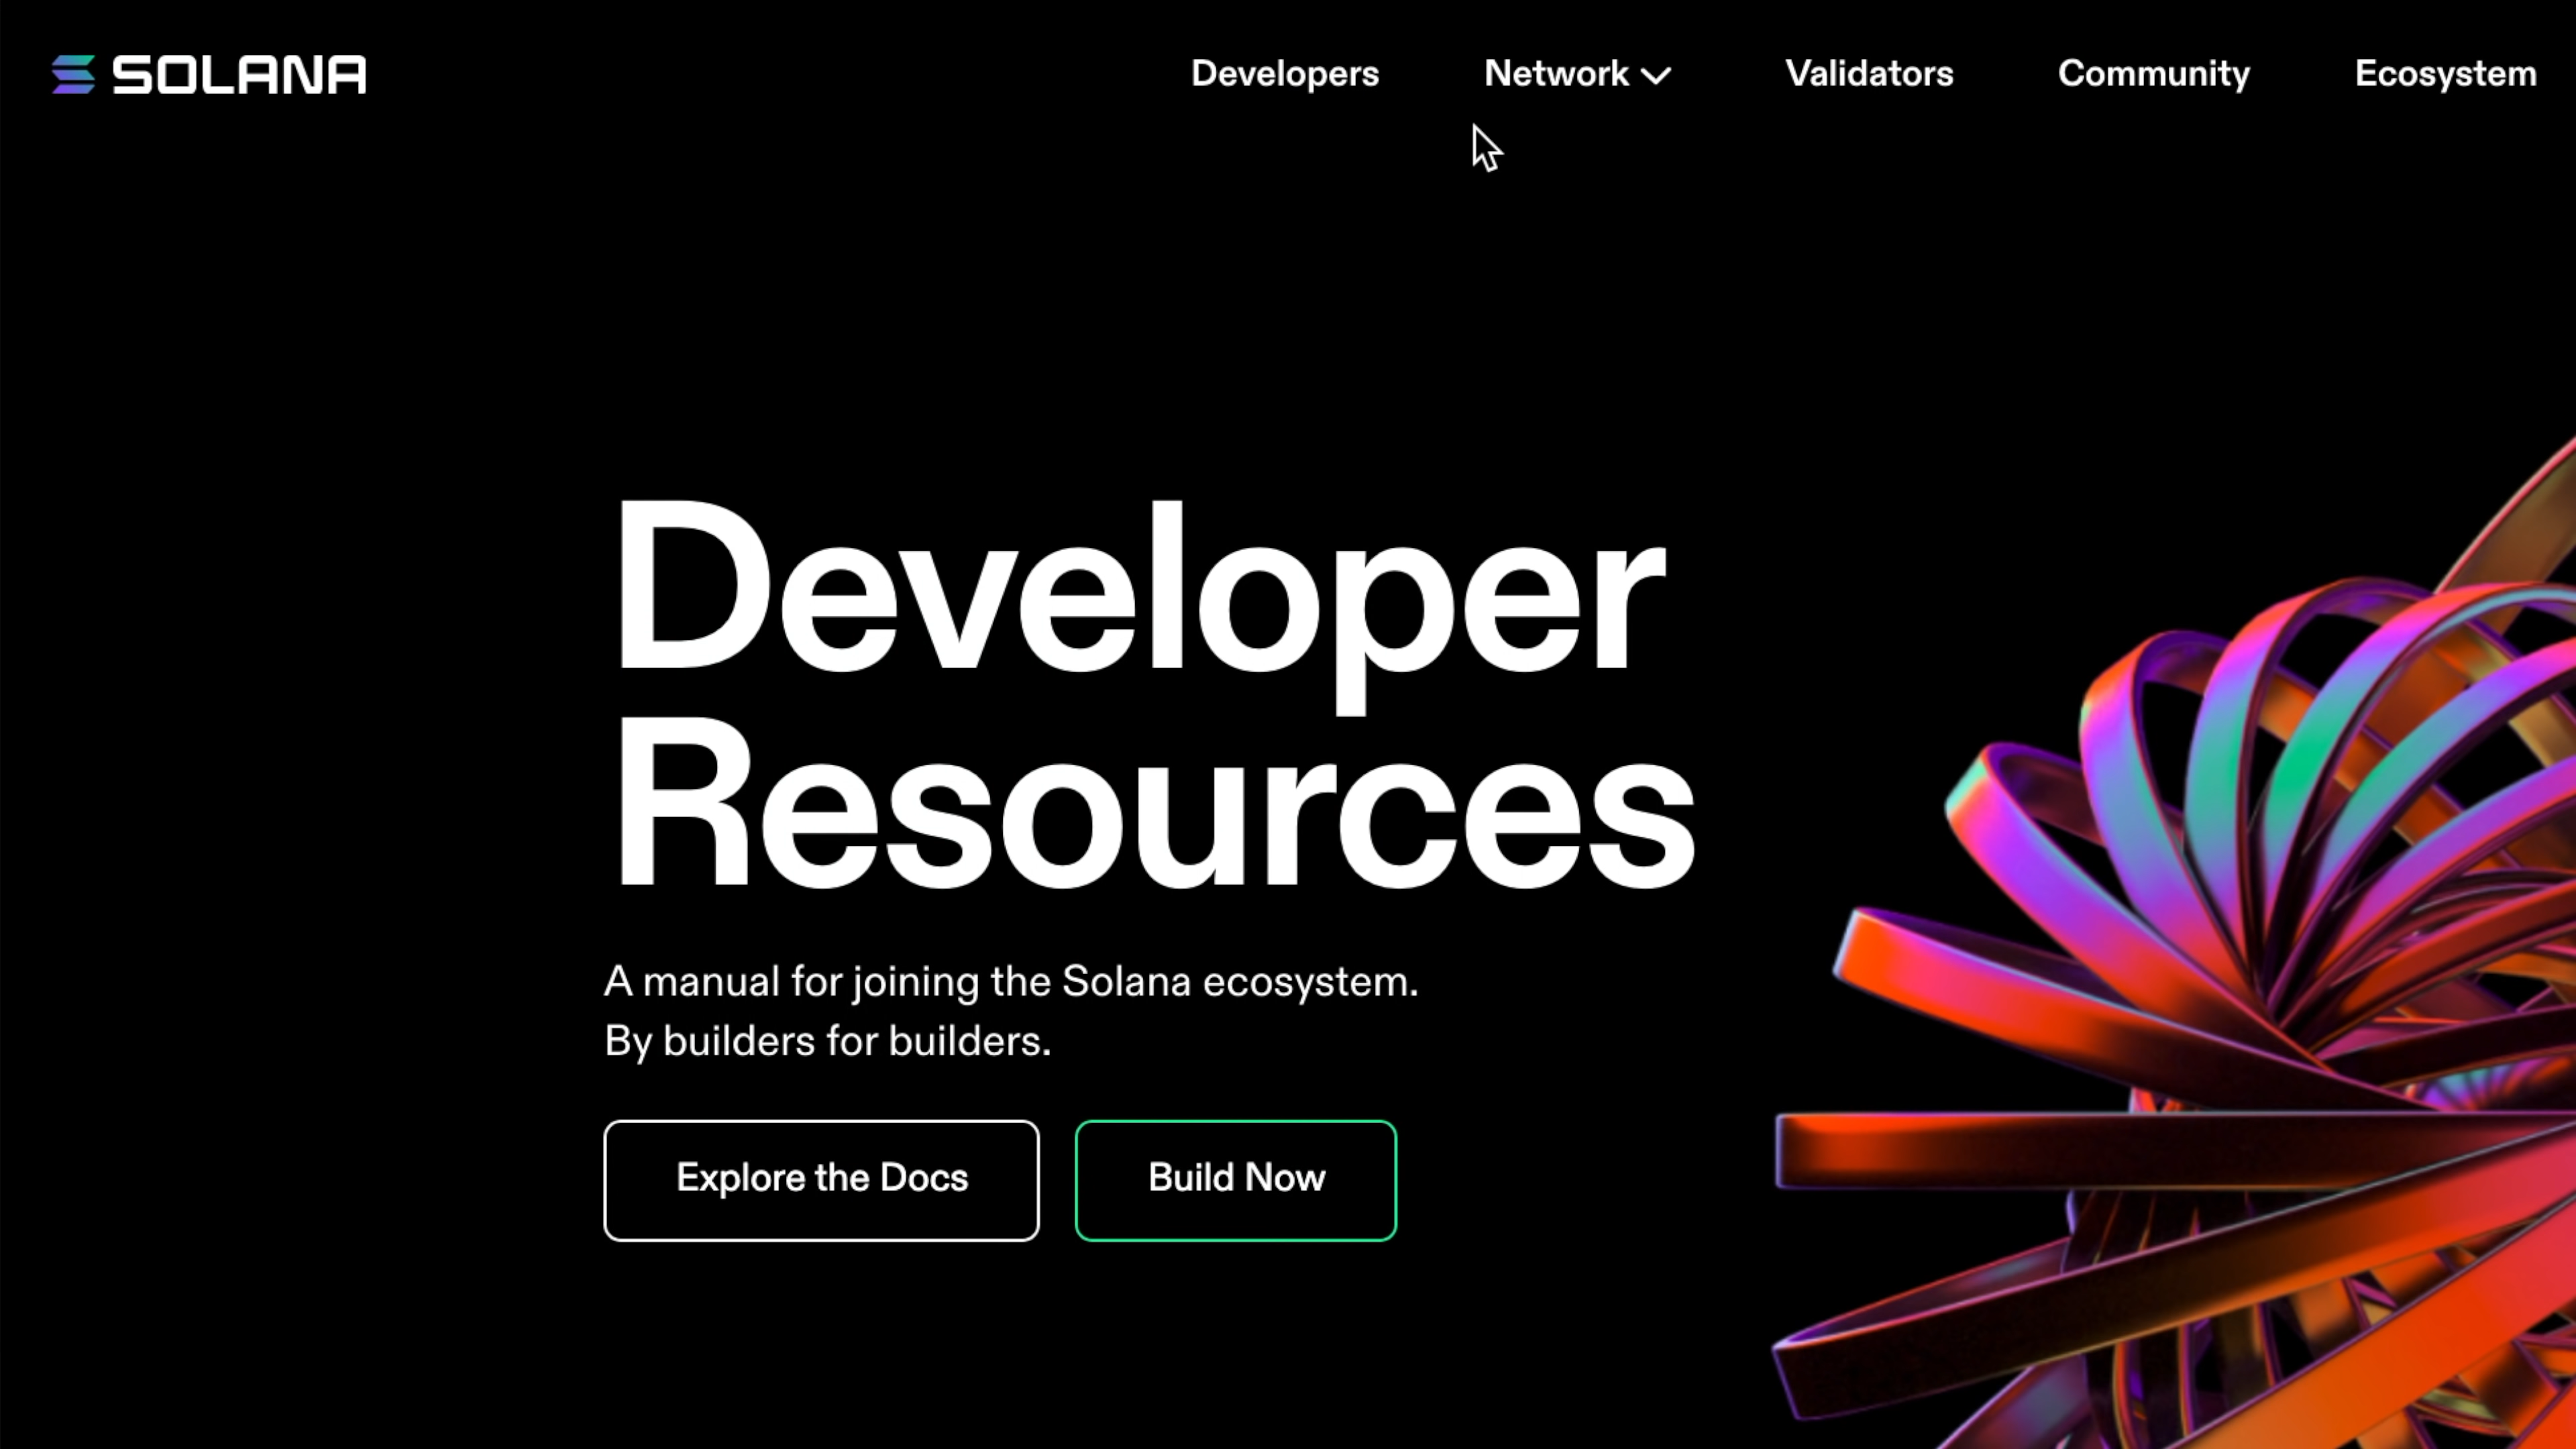 SOLANA
Developers
Network
Validators
Community
Ecosystem
Developer
Resources
A manual for joining the Solana ecosystem.
By builders for builders.
Explore the Docs
Build Now